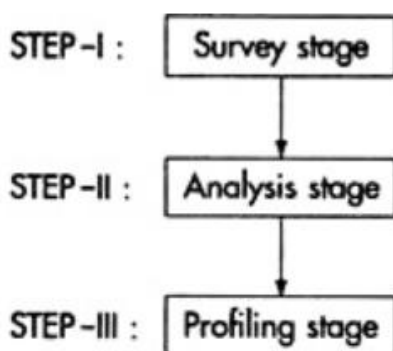 STEP-I : Survey stage
STEP-II : Analysis stage
STEP-III : Profiling stage